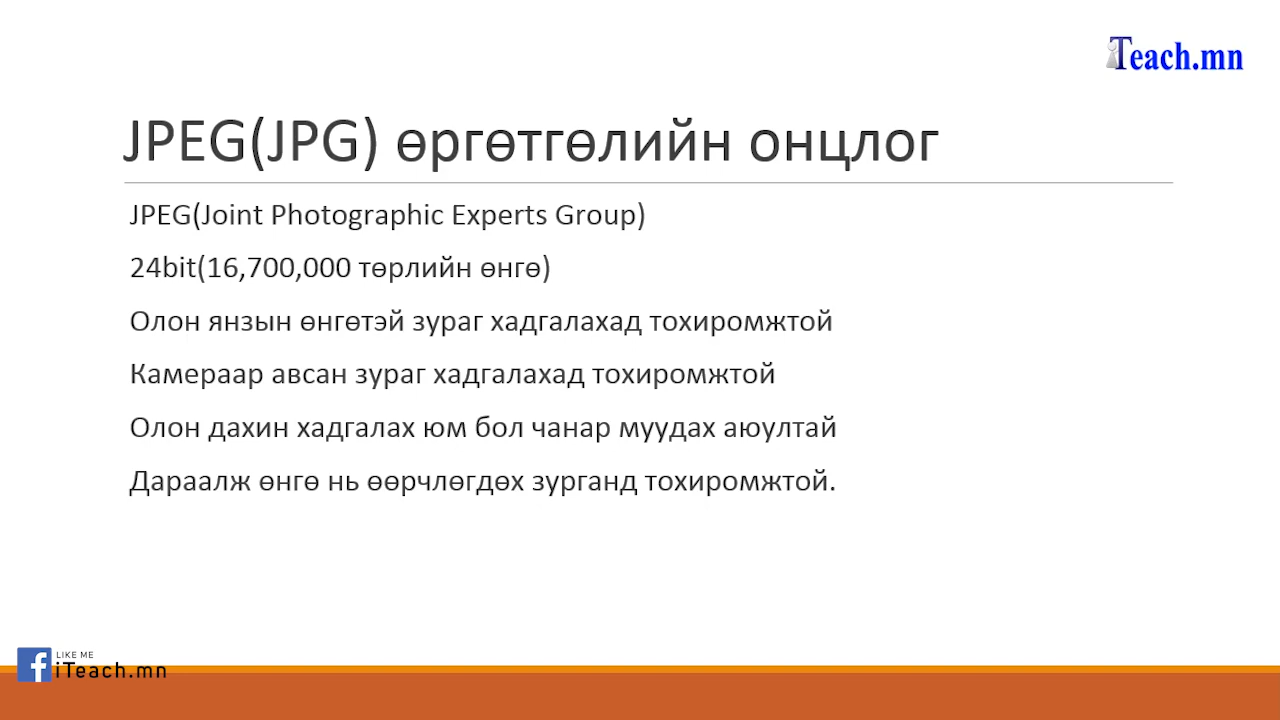 iTeach.mn
JPEG(JPG) өргөтгөлийн онцлог
JPEG(Joint Photographic Experts Group)
24bit(16,700,000 төрлийн өнгө)
Олон янзын өнгөтэй зураг хадгалахад тохиромжтой
Камераар авсан зураг хадгалахад тохиромжтой
Олон дахин хадгалах юм бол чанар муудах аюултай
Дараалж өнгө нь өөрчлөгдөх зурганд тохиромжтой.
LIKE ME
iTeach.mn